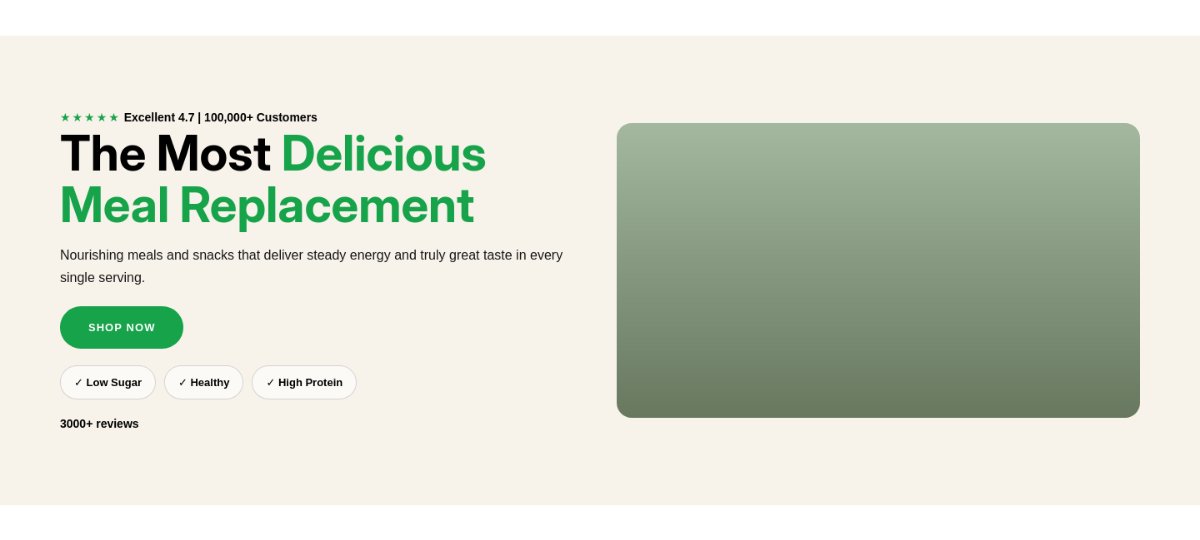 ★★★★★ Excellent 4.7 | 100,000+ Customers
The Most Delicious
Meal Replacement
Nourishing meals and snacks that deliver steady energy and truly great taste in every
single serving.
SHOP NOW
✓ Low Sugar ✓ Healthy ✓ High Protein
3000+ reviews